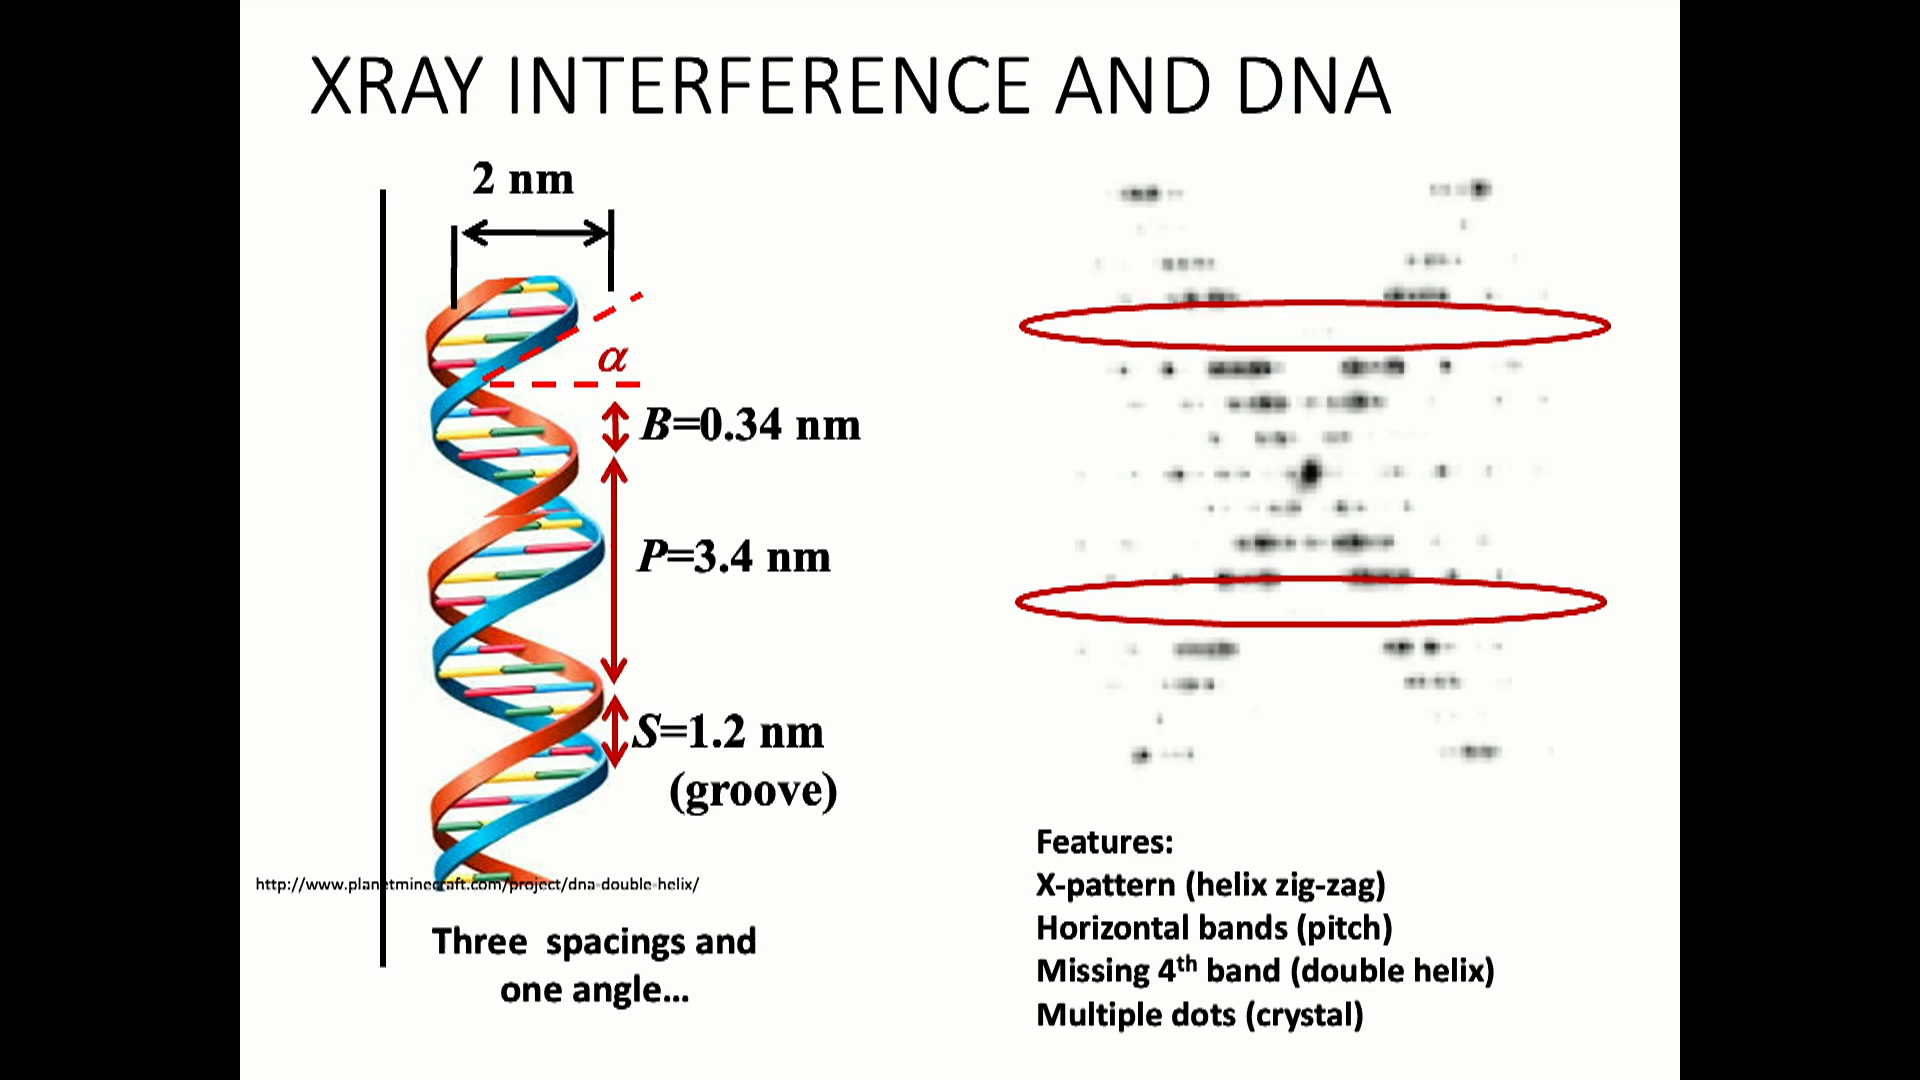 XRAY INTERFERENCE AND DNA
2 nm
α
B=0.34 nm
P=3.4 nm
S=1.2 nm
(groove)
http://www.planetminecraft.com/project/dna-double-helix/
Three spacings and
one angle...
Features:
X-pattern (helix zig-zag)
Horizontal bands (pitch)
Missing 4th band (double helix)
Multiple dots (crystal)